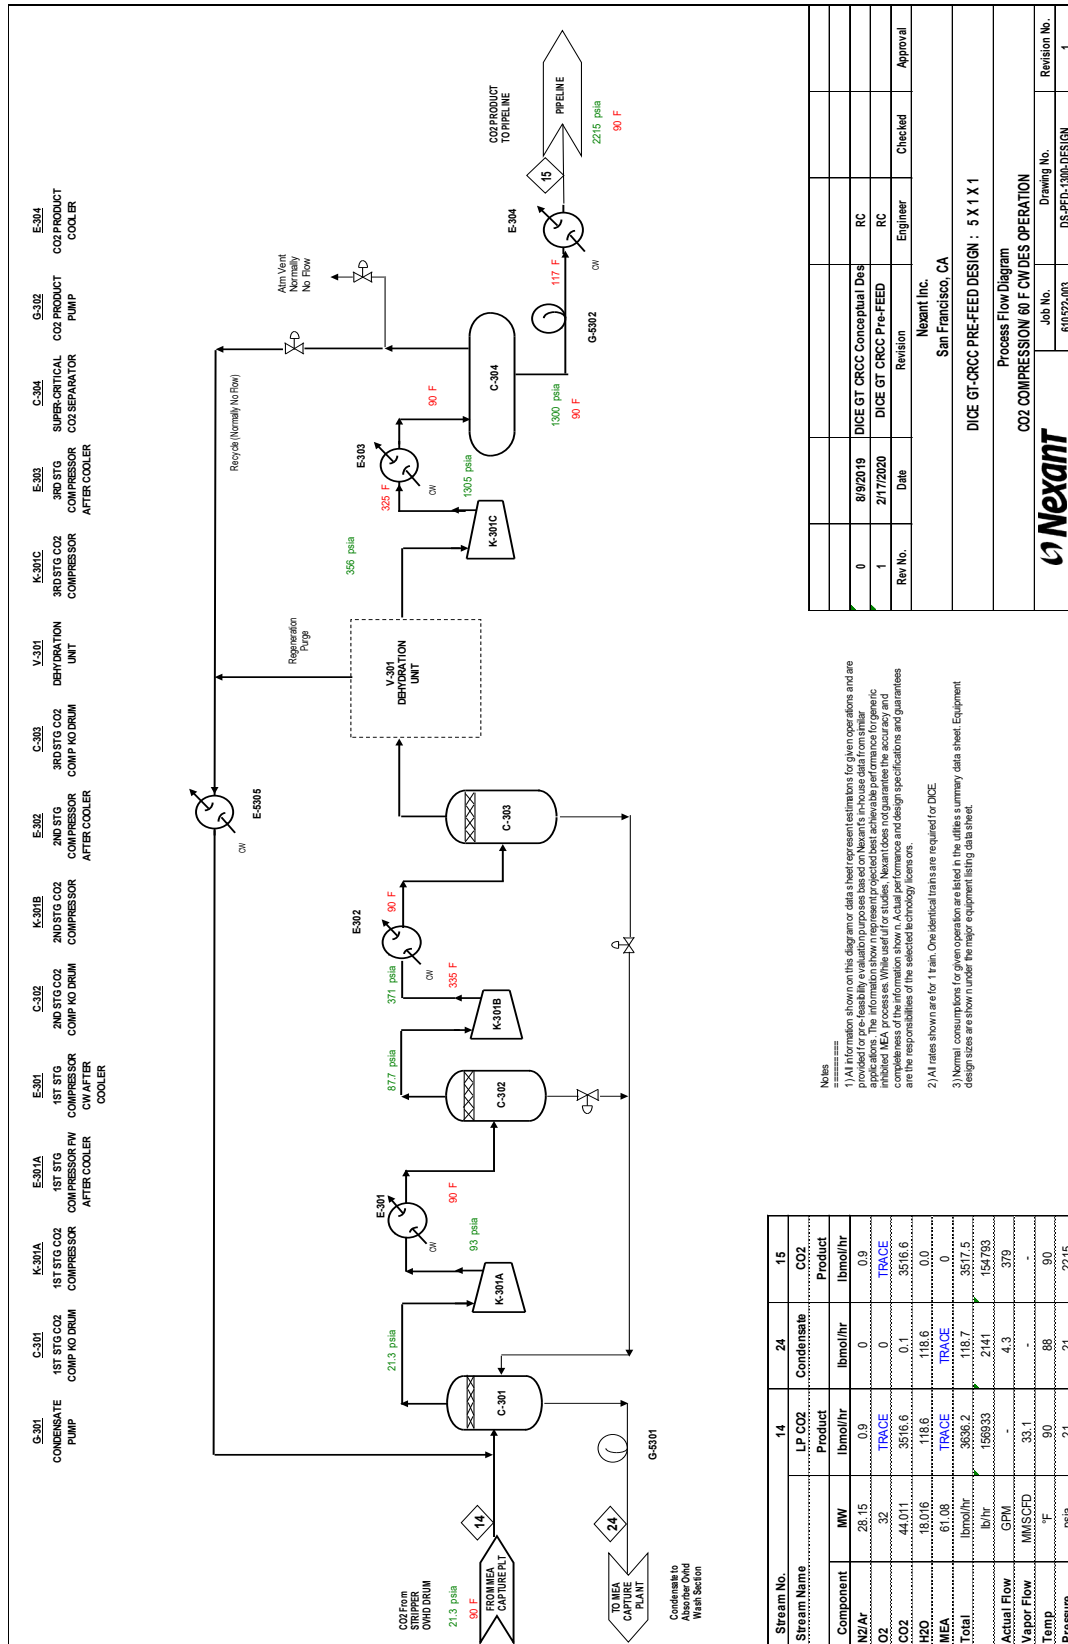 G-301
CONDENSATE
PUMP
C-301
1ST STG CO2
COMP KO DRUM
K-301A
1ST STG CO2
COMPRESSOR
E-301A
1ST STG
COMPRESSOR FW
AFTER COOLER
E-301
1ST STG
COMPRESSOR
CW AFTER
COOLER
C-302
2ND STG CO2
COMP KO DRUM
K-301B
2ND STG CO2
COMPRESSOR
E-302
2ND STG
COMPRESSOR
AFTER COOLER
C-303
3RD STG CO2
COMP KO DRUM
V-301
DEHYDRATION
UNIT
K-301C
3RD STG CO2
COMPRESSOR
E-303
3RD STG
COMPRESSOR
AFTER COOLER
C-304
SUPER-CRITICAL
CO2 SEPARATOR
G-302
CO2 PRODUCT
PUMP
E-304
CO2 PRODUCT
COOLER
Recycle (Normally No Flow)
Atm Vent
Normally
No Flow
Regeneration
Purge
E-5305
CW
CO2 From
STRIPPER
OVHD DRUM
21.3 psia
90 F
FROM MEA
CAPTURE PLT
14
C-301
21.3 psia
K-301A
93 psia
E-301
CW
90 F
C-302
87.7 psia
K-301B
371 psia
335 F
E-302
CW
90 F
C-303
V-301
DEHYDRATION
UNIT
356 psia
K-301C
1305 psia
325 F
E-303
CW
90 F
C-304
1300 psia
90 F
G-5302
117 F
E-304
CW
15
CO2 PRODUCT
TO PIPELINE
PIPELINE
2215 psia
90 F
G-5301
24
TO MEA
CAPTURE
PLANT
Condensate to
Absorber Ovhd
Wash Section
Stream No. 14 24 15
Stream Name LP CO2 Condensate CO2
Product Product
Component MW lbmol/hr lbmol/hr lbmol/hr
N2/Ar 28.15 0.9 0 0.9
O2 32 TRACE 0 TRACE
CO2 44.011 3516.6 0.1 3516.6
H2O 18.016 118.6 118.6 0.0
MEA 61.08 TRACE TRACE 0
Total lbmol/hr 3636.2 118.7 3517.5
lb/hr 156933 2141 154793
Actual Flow GPM - 4.3 379
Vapor Flow MMSCFD 33.1 - -
Temp °F 90 88 90
Pressure psia 21 21 2215
Notes
========
1) All information shown on this diagram or data sheet represent estimations for given operations and are
provided for pre-feasibility evaluation purposes based on Nexant's in-house data from similar
applications. The information shown represent projected best achievable performance for generic
inhibited MEA processes. While useful for studies, Nexant does not guarantee the accuracy and
completeness of the information shown. Actual performance and design specifications and guarantees
are the responsibilities of the selected technology licensors.
2) All rates shown are for 1 train. One identical trains are required for DICE.
3) Normal consumptions for given operation are listed in the utilities summary data sheet. Equipment
design sizes are shown under the major equipment listing data sheet.
0 8/9/2019 DICE GT CRCC Conceptual Des RC
1 2/17/2020 DICE GT CRCC Pre-FEED RC
Rev No. Date Revision Engineer Checked Approval
Nexant Inc.
San Francisco, CA
DICE GT-CRCC PRE-FEED DESIGN : 5 X 1 X 1
Process Flow Diagram
CO2 COMPRESSION/ 60 F CW DES OPERATION
Nexant
Job No. Drawing No. Revision No.
610522-003 DS-PFD-1300-DESIGN 1